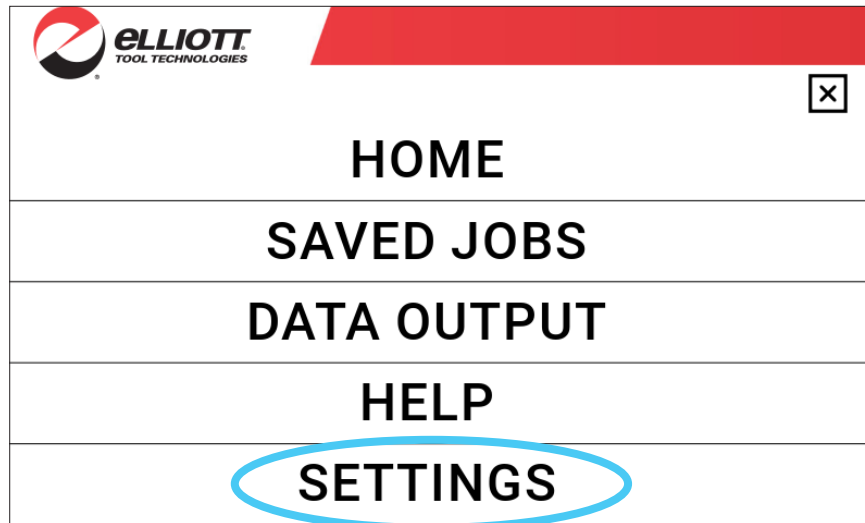 eLLIOTT®
TOOL TECHNOLOGIES
HOME
SAVED JOBS
DATA OUTPUT
HELP
SETTINGS